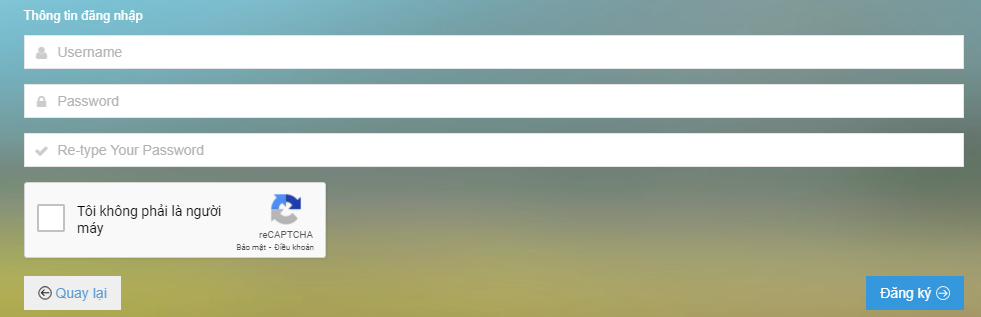 Thông tin đăng nhập
Username
Password
Re-type Your Password
Tôi không phải là người
máy
reCAPTCHA
Bảo mật - Điều khoản
Quay lại
Đăng ký